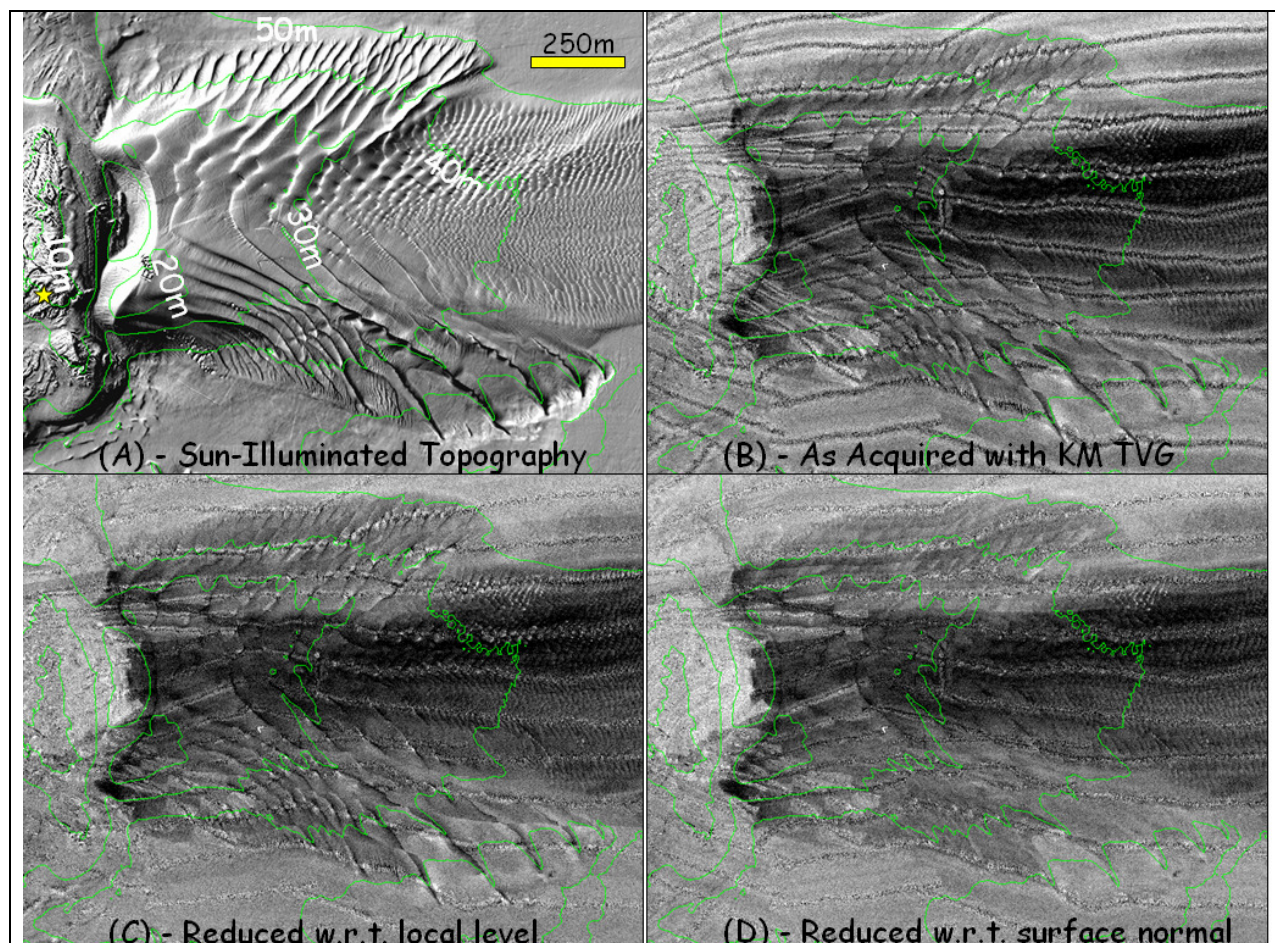 50m
250m
40m
30m
10m
20m
(A) - Sun-Illuminated Topography
(B) - As Acquired with KM TVG
(C) - Reduced w.r.t. local level
(D) - Reduced w.r.t. surface normal